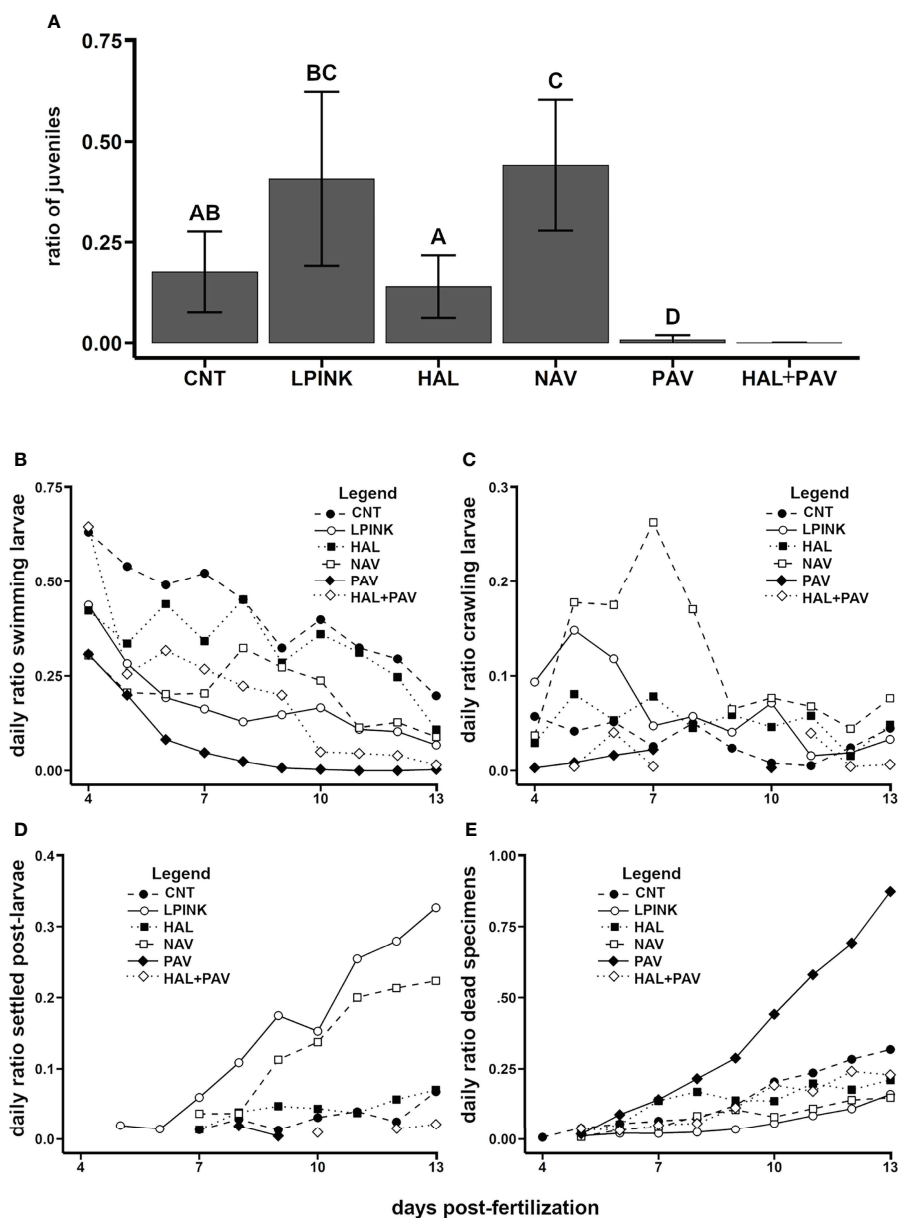 A
ratio of juveniles
0.75
0.50
0.25
0.00
AB
BC
A
C
D
CNT LPINK HAL NAV PAV HAL+PAV
B
daily ratio swimming larvae
0.75
0.50
0.25
0.00
4 7 10 13
Legend
CNT
LPINK
HAL
NAV
PAV
HAL+PAV
C
daily ratio crawling larvae
0.3
0.2
0.1
0.0
4 7 10 13
Legend
CNT
LPINK
HAL
NAV
PAV
HAL+PAV
D
daily ratio settled post-larvae
0.4
0.3
0.2
0.1
0.0
4 7 10 13
Legend
CNT
LPINK
HAL
NAV
PAV
HAL+PAV
E
daily ratio dead specimens
1.00
0.75
.50
0.25
0.00
4 7 10 13
Legend
CNT
LPINK
HAL
NAV
PAV
HAL+PAV
days post-fertilization